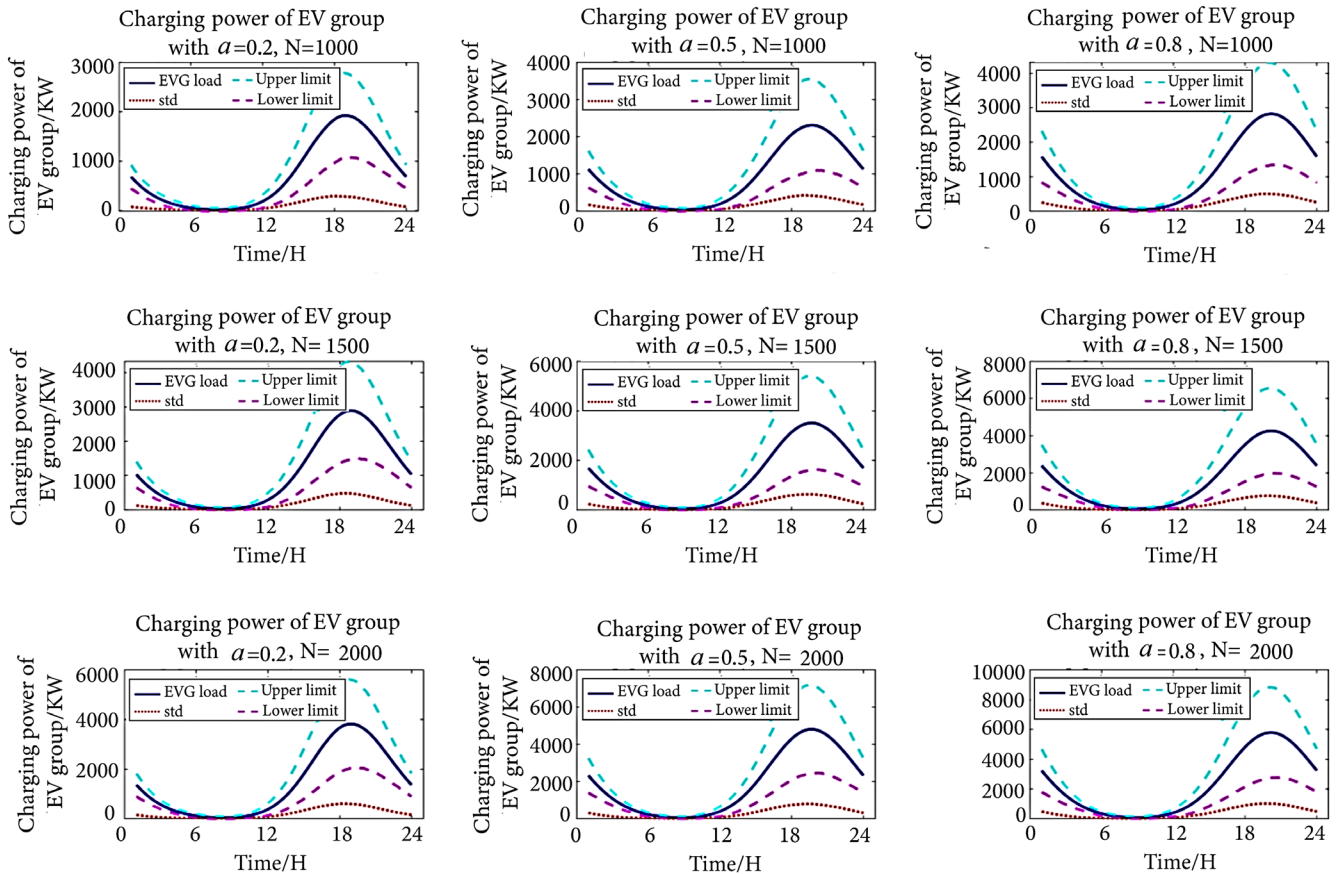 Charging power of EV group
with a=0.2, N=1000
Charging power of
EV group/KW
3000
2000
1000
0
EVG load
Upper limit
std
Lower limit
0 6 12 18 24
Time/H
Charging power of EV group
with a=0.5, N=1000
Charging power of
EV group/KW
4000
3000
2000
1000
0
EVG load
Upper limit
std
Lower limit
0 6 12 18 24
Time/H
Charging power of EV group
with a=0.8 , N=1000
Charging power of
EV group/KW
4000
3000
2000
1000
0
EVG load
Upper limit
std
Lower limit
0 6 12 18 24
Time/H
Charging power of EV group
with a=0.2, N= 1500
Charging power of
EV group/KW
4000
3000
2000
1000
0
EVG load
Upper limit
std
Lower limit
0 6 12 18 24
Time/H
Charging power of EV group
with a=0.5, N= 1500
Charging power of
EV group/KW
6000
4000
2000
0
EVG load
Upper limit
std
Lower limit
0 6 12 18 24
Time/H
Charging power of EV group
with a=0.8 , N= 1500
Charging power of
EV group/KW
8000
6000
4000
2000
0
EVG load
Upper limit
std
Lower limit
0 6 12 18 24
Time/H
Charging power of EV group
with a=0.2, N= 2000
Charging power of
EV group/KW
6000
4000
2000
0
EVG load
Upper limit
std
Lower limit
0 6 12 18 24
Time/H
Charging power of EV group
with a=0.5, N= 2000
Charging power of
EV group/KW
8000
6000
4000
2000
0
EVG load
Upper limit
std
Lower limit
0 6 12 18 24
Time/H
Charging power of EV group
with a=0.8 , N= 2000
Charging power of
EV group/KW
10000
8000
6000
4000
2000
0
EVG load
Upper limit
std
Lower limit
0 6 12 18 24
Time/H